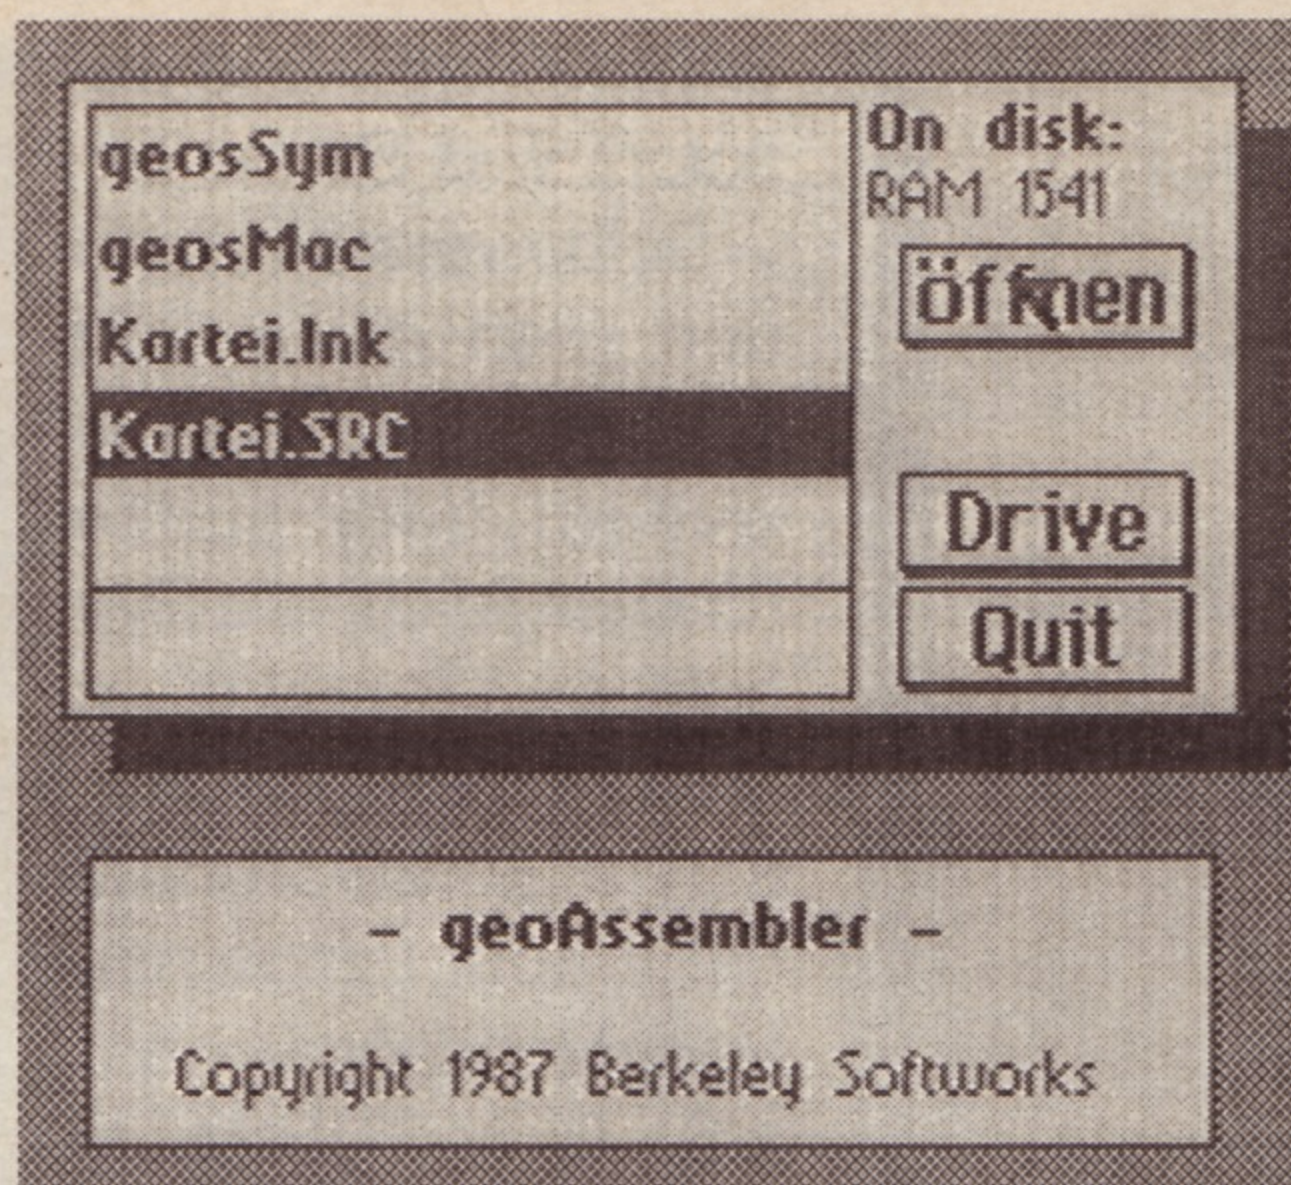 geosSym
geosMac
Kartei.lnk
Kartei.SRC
On disk:
RAM 1541
öffnen
Drive
Quit
- geoAssembler -
Copyright 1987 Berkeley Softworks